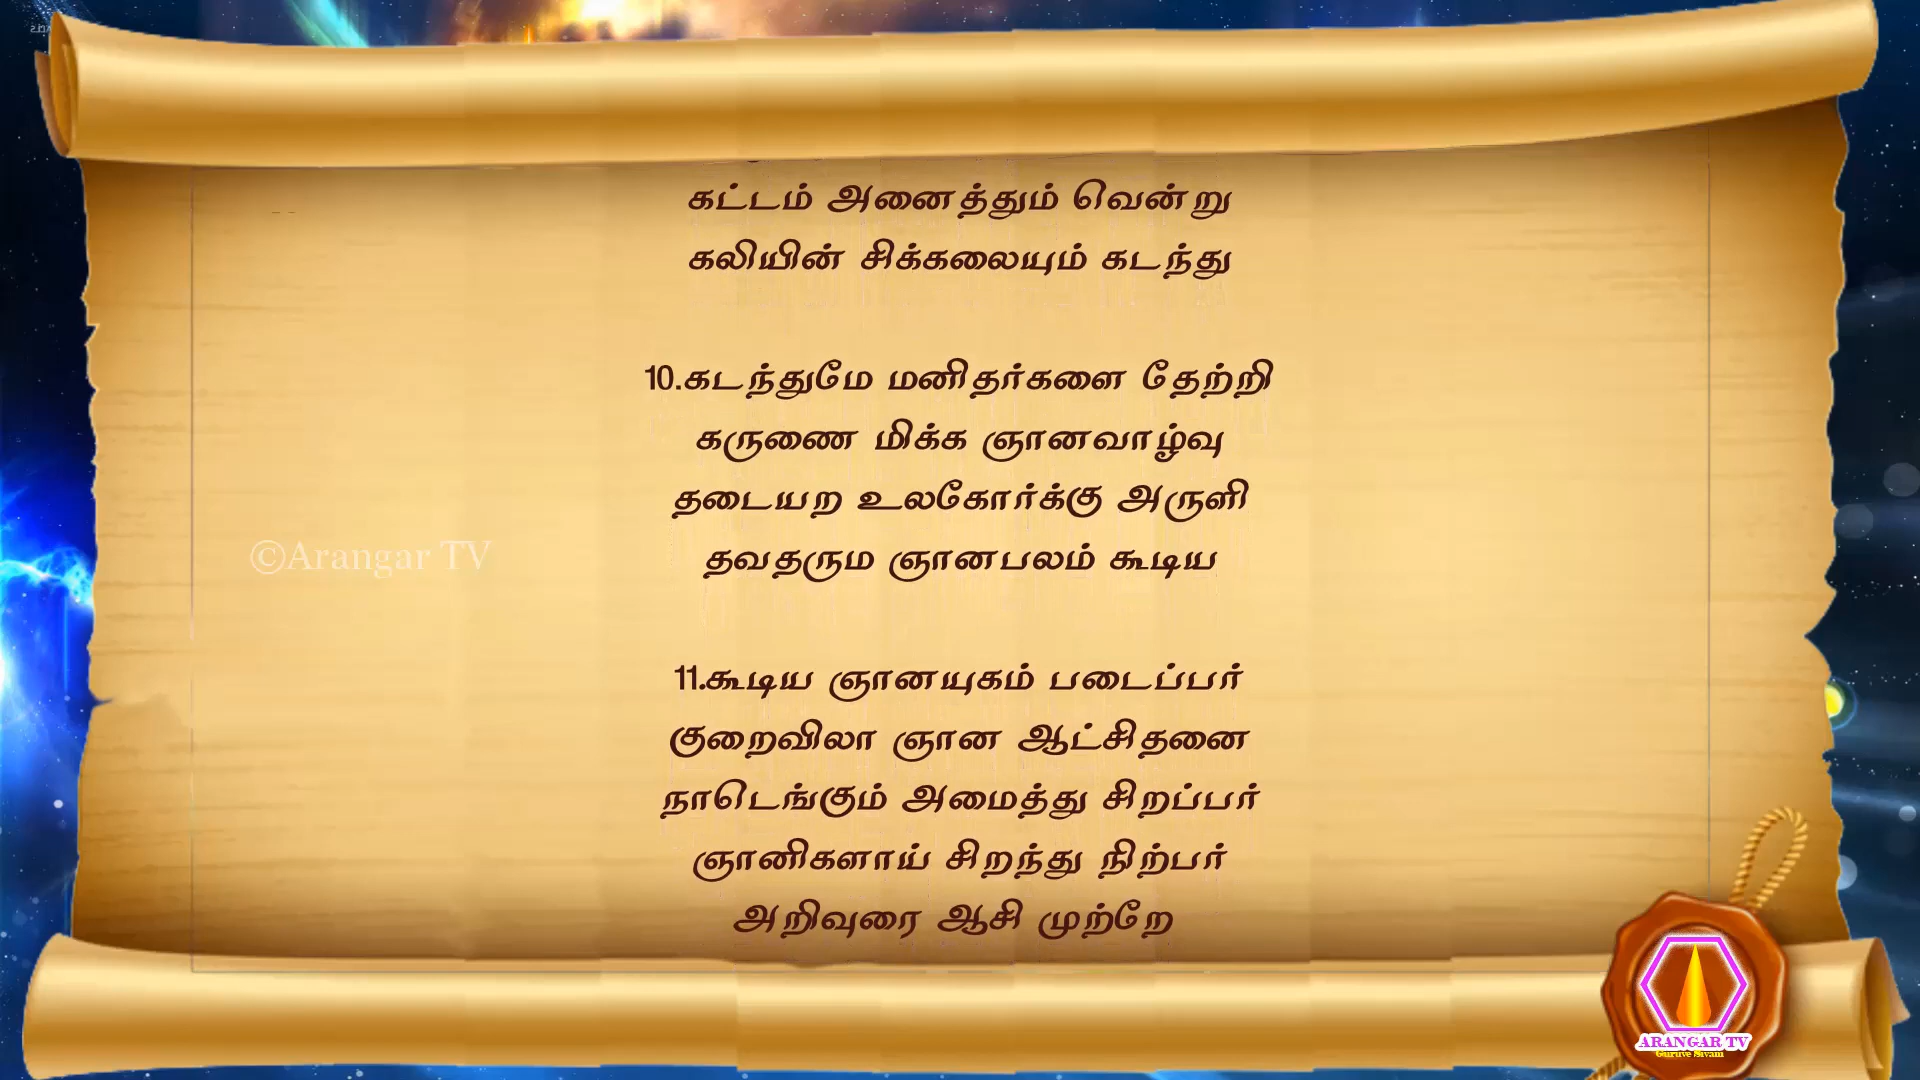 கட்டம் அனைத்தும் வென்று
கலியின் சிக்கலையும் கடந்து
10.கடந்துமே மனிதர்களை தேற்றி
கருணை மிக்க ஞானவாழ்வு
தடையற உலகோர்க்கு அருளி
©Arangar TV
தவதரும ஞானபலம் கூடிய
11.கூடிய ஞானயுகம் படைப்பர்
குறைவிலா ஞான ஆட்சிதனை
நாடெங்கும் அமைத்து சிறப்பர்
ஞானிகளாய் சிறந்து நிற்பர்
அறிவுரை ஆசி முற்றே
ARANGAR TV
Guruve Sivam